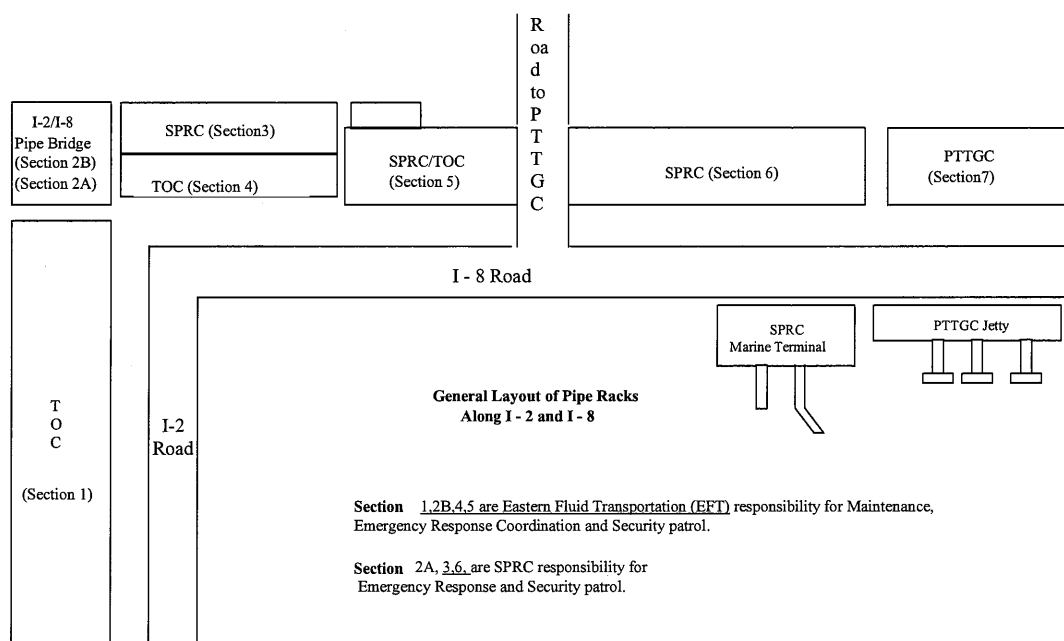 R
oa
d
to
P
T
T
G
C
I-2/I-8
Pipe Bridge
(Section 2B)
(Section 2A)
SPRC (Section3)
TOC (Section 4)
SPRC/TOC
(Section 5)
SPRC (Section 6)
PTTGC
(Section7)
I - 8 Road
SPRC
Marine Terminal
PTTGC Jetty
General Layout of Pipe Racks
Along I - 2 and I - 8
T
O
C
(Section 1)
I-2
Road
Section 1,2B,4,5 are Eastern Fluid Transportation (EFT) responsibility for Maintenance,
Emergency Response Coordination and Security patrol.
Section 2A, 3,6, are SPRC responsibility for
Emergency Response and Security patrol.